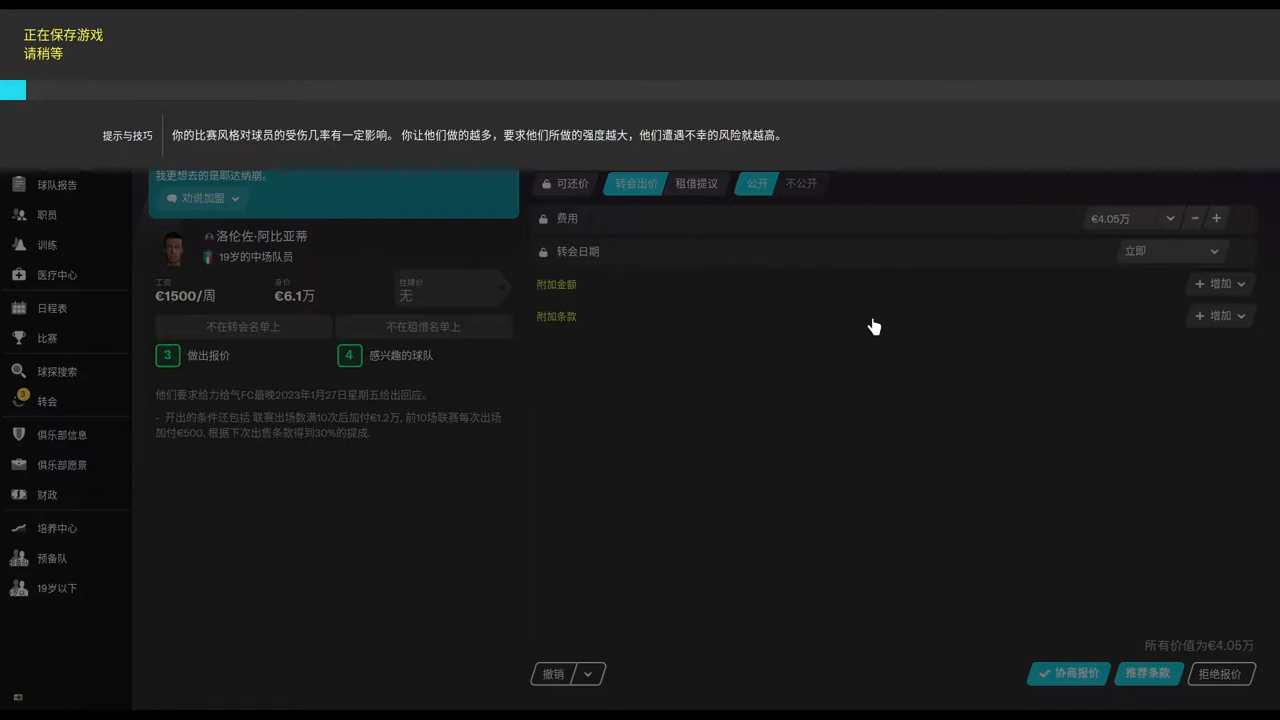 正在保存游戏
请稍等
提示与技巧
你的比赛风格对球员的受伤几率有一定影响。 你让他们做的越多，要求他们所做的强度越大，他们遭遇不幸的风险就越高。
我更想去的是耶达纳崩。
劝说加盟
可还价
转会出价
租借提议
公开
不公开
球队报告
职员
训练
医疗中心
日程表
比赛
球探搜索
3
转会
俱乐部信息
俱乐部愿景
财政
培养中心
预备队
19岁以下
洛伦佐·阿比亚蒂
19岁的中场队员
工资
€1500/周
身价
€6.1万
挂牌价
无
不在转会名单上
不在租借名单上
3 做出报价
4 感兴趣的球队
他们要求给力给气FC最晚2023年1月27日星期五给出回应。
- 开出的条件还包括 联赛出场数满10次后加付€1.2万, 前10场联赛每次出场
加付€500, 根据下次出售条款得到30%的提成.
费用
€4.05万
转会日期
立即
附加金额
增加
附加条款
增加
所有价值为€4.05万
撤销
协商报价
推荐条款
拒绝报价